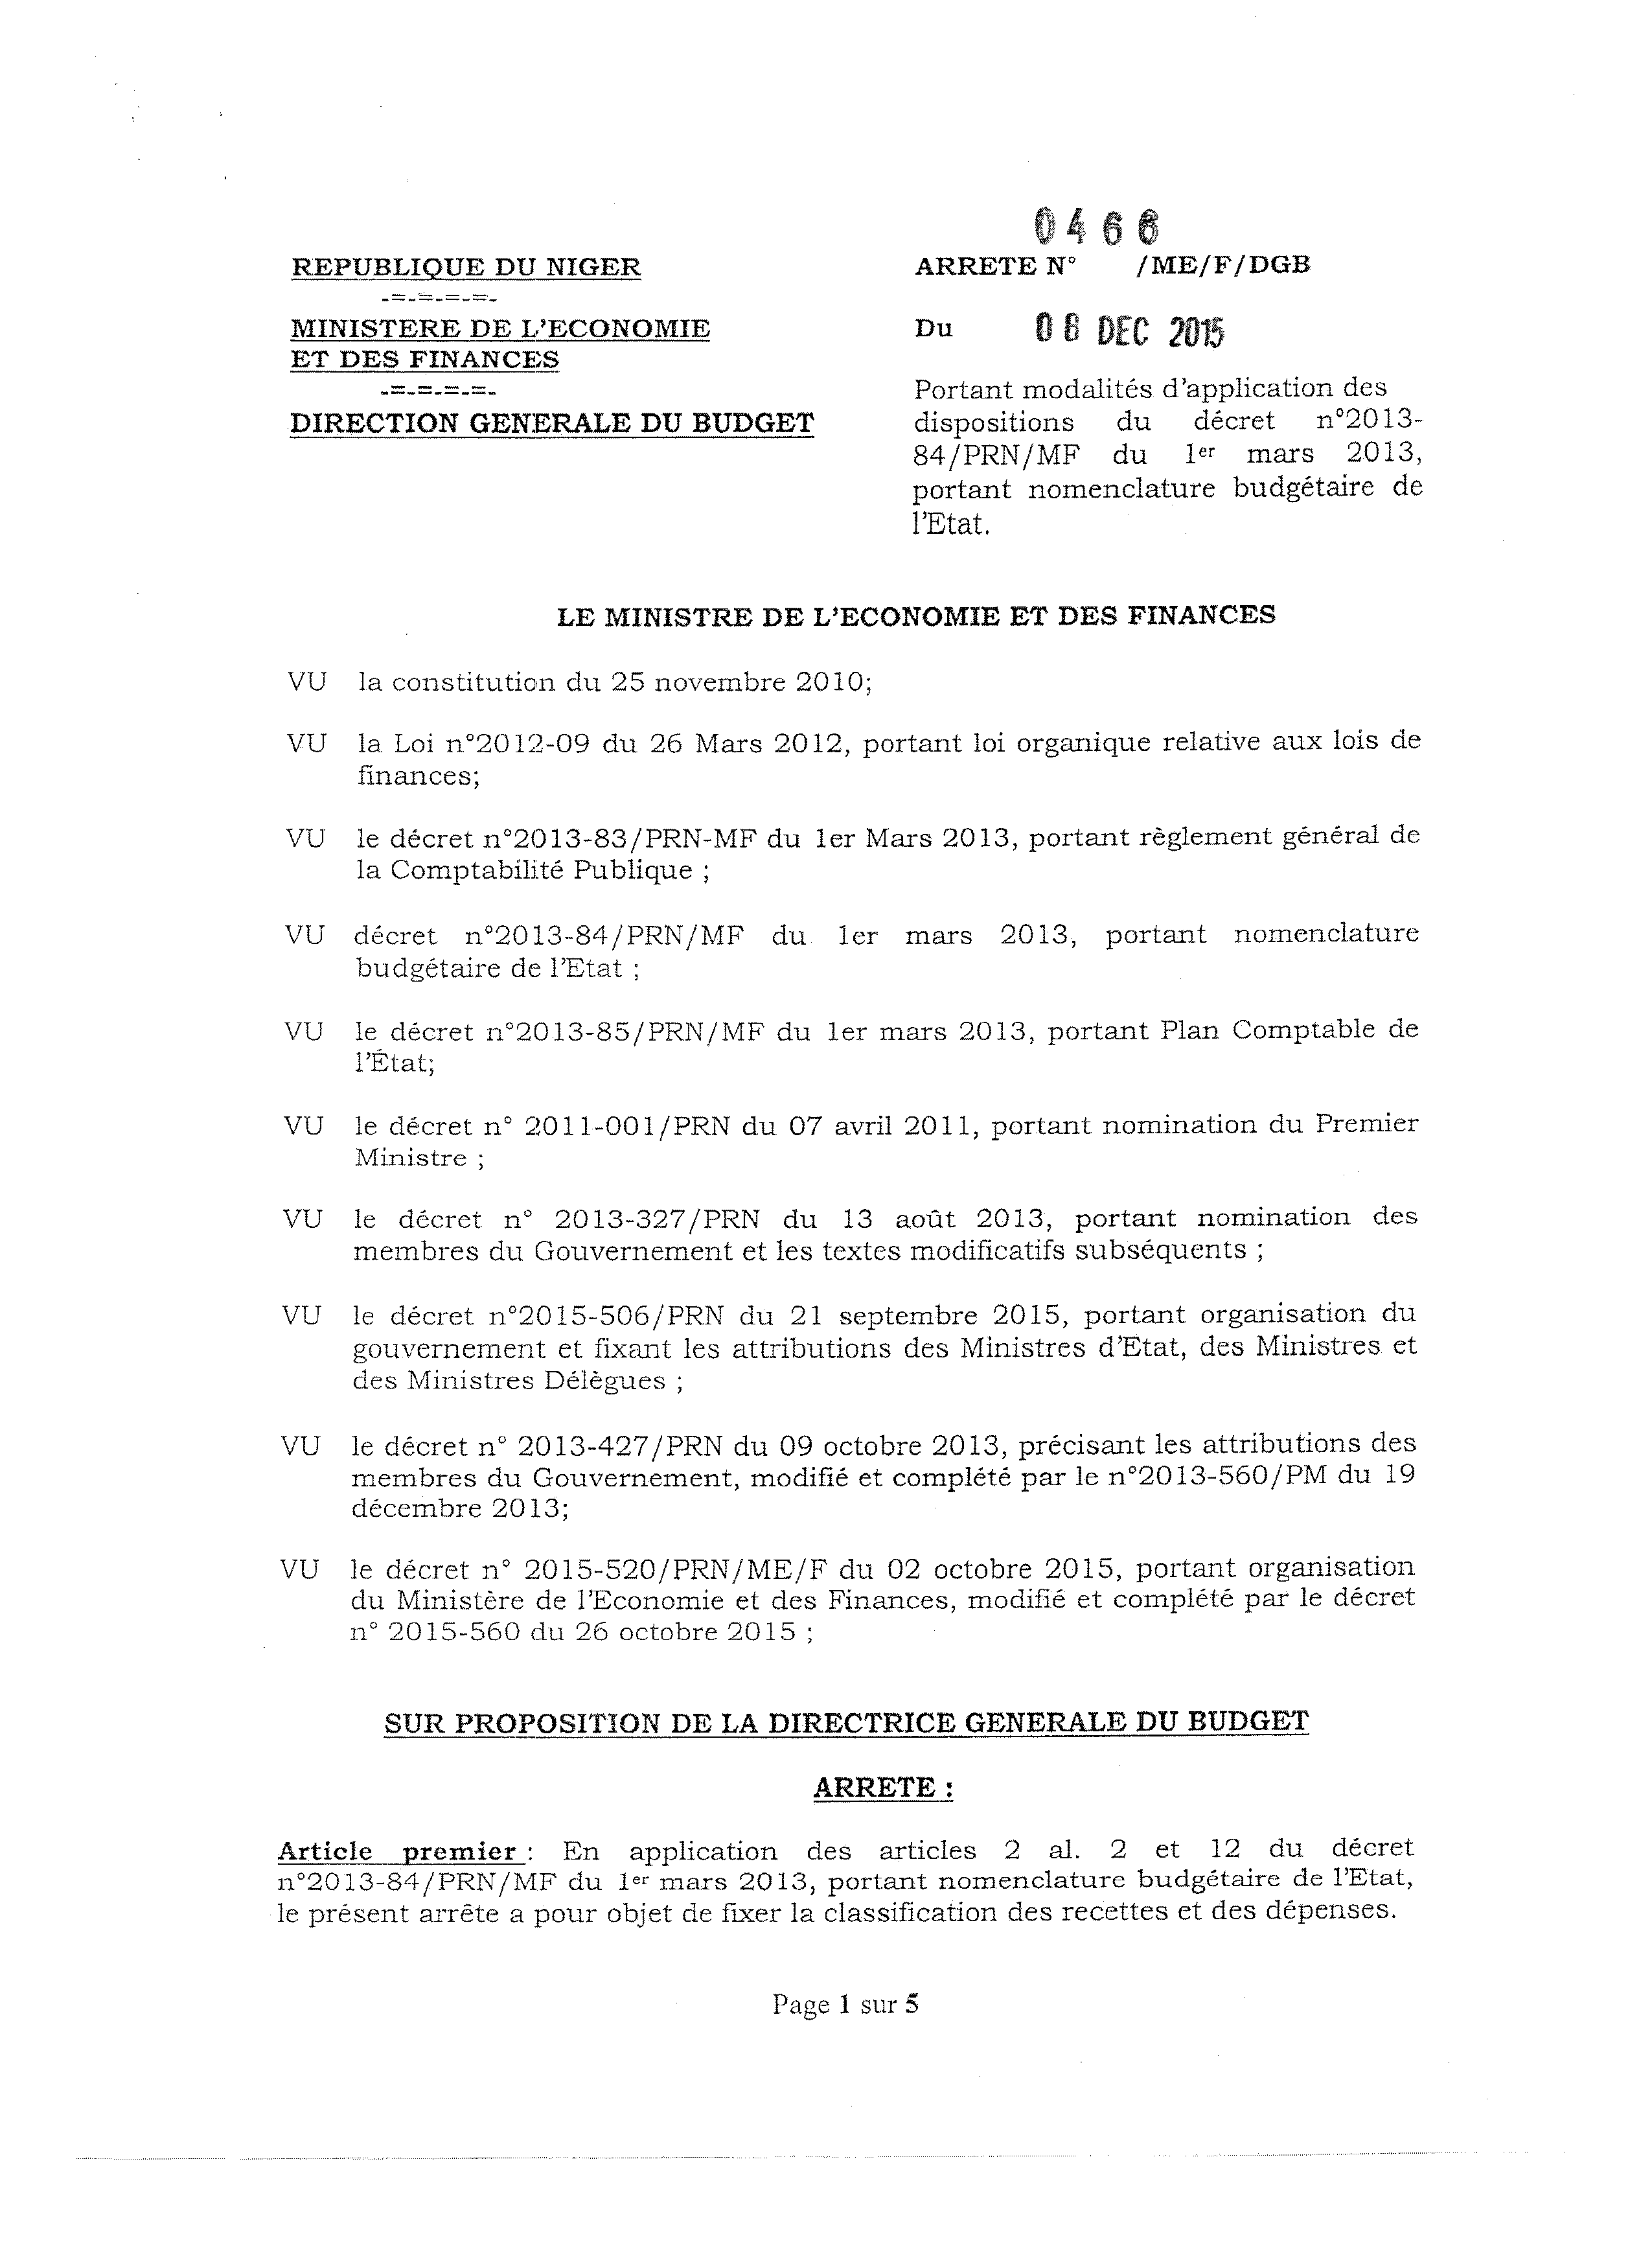 0466
REPUBLIQUE DU NIGER
-=-=-=-=-
MINISTERE DE L'ECONOMIE
ET DES FINANCES
-=-=-=-=-
DIRECTION GENERALE DU BUDGET
ARRETE N° /ME/F/DGB
Du 08 DEC 2015
Portant modalités d'application des
dispositions du décret n°2013-
84/PRN/MF du 1er mars 2013,
portant nomenclature budgétaire de
l'Etat.
LE MINISTRE DE L'ECONOMIE ET DES FINANCES
VU la constitution du 25 novembre 2010;
VU la Loi n°2012-09 du 26 Mars 2012, portant loi organique relative aux lois de
finances;
VU le décret n°2013-83/PRN-MF du 1er Mars 2013, portant règlement général de
la Comptabilité Publique ;
VU décret n°2013-84/PRN/MF du 1er mars 2013, portant nomenclature
budgétaire de l'Etat ;
VU le décret n°2013-85/PRN/MF du 1er mars 2013, portant Plan Comptable de
l'État;
VU le décret n° 2011-001/PRN du 07 avril 2011, portant nomination du Premier
Ministre ;
VU le décret n° 2013-327/PRN du 13 août 2013, portant nomination des
membres du Gouvernement et les textes modificatifs subséquents ;
VU le décret n°2015-506/PRN du 21 septembre 2015, portant organisation du
gouvernement et fixant les attributions des Ministres d'Etat, des Ministres et
des Ministres Délègues ;
VU le décret n° 2013-427/PRN du 09 octobre 2013, précisant les attributions des
membres du Gouvernement, modifié et complété par le n°2013-560/PM du 19
décembre 2013;
VU le décret n° 2015-520/PRN/ME/F du 02 octobre 2015, portant organisation
du Ministère de l'Economie et des Finances, modifié et complété par le décret
n° 2015-560 du 26 octobre 2015 ;
SUR PROPOSITION DE LA DIRECTRICE GENERALE DU BUDGET
ARRETE :
Article premier : En application des articles 2 al. 2 et 12 du décret
n°2013-84/PRN/MF du 1er mars 2013, portant nomenclature budgétaire de l'Etat,
le présent arrête a pour objet de fixer la classification des recettes et des dépenses.
Page 1 sur 5